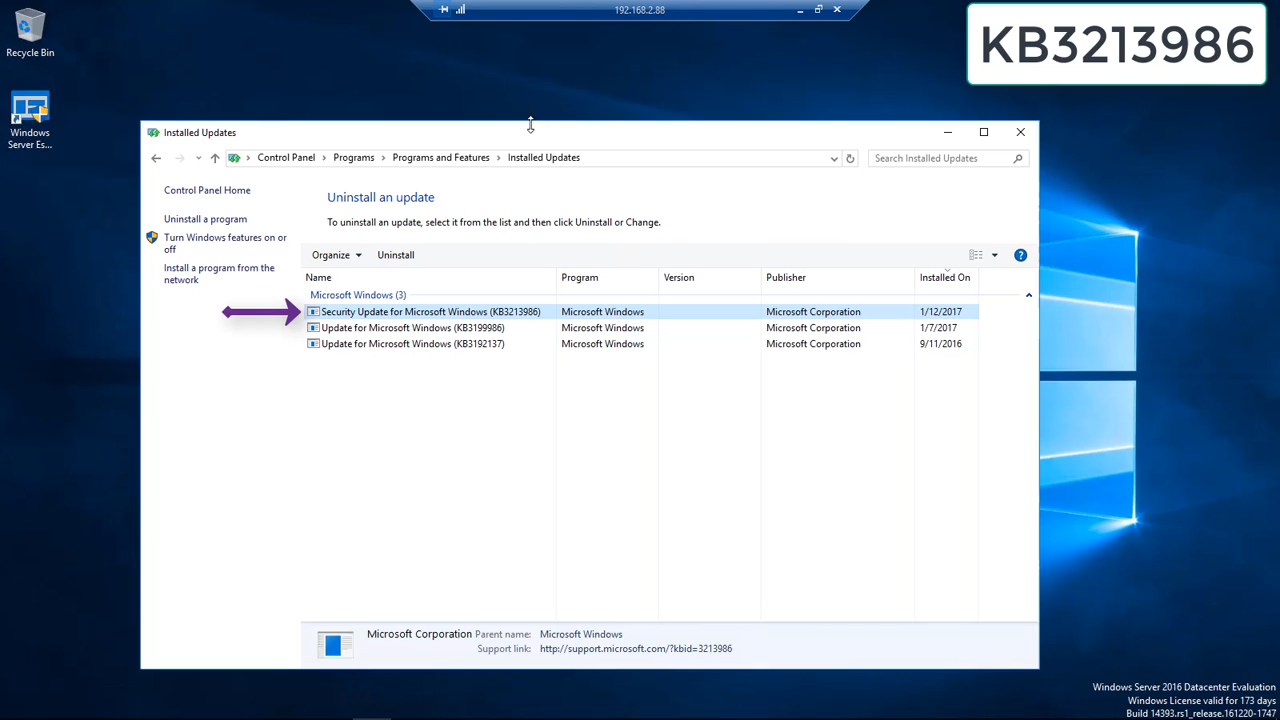 192.168.2.88
KB3213986
Recycle Bin
Windows
Server Es...
Installed Updates
Control Panel > Programs > Programs and Features > Installed Updates
Search Installed Updates
Control Panel Home
Uninstall a program
Turn Windows features on or
off
Install a program from the
network
Uninstall an update
To uninstall an update, select it from the list and then click Uninstall or Change.
Organize Uninstall
Name Program Version Publisher Installed On
Microsoft Windows (3)
Security Update for Microsoft Windows (KB3213986) Microsoft Windows Microsoft Corporation 1/12/2017
Update for Microsoft Windows (KB3199986) Microsoft Windows Microsoft Corporation 1/7/2017
Update for Microsoft Windows (KB3192137) Microsoft Windows Microsoft Corporation 9/11/2016
Microsoft Corporation Parent name: Microsoft Windows
Support link: http://support.microsoft.com/?kbid=3213986
Windows Server 2016 Datacenter Evaluation
Windows License valid for 173 days
Build 14393.rs1_release.161220-1747